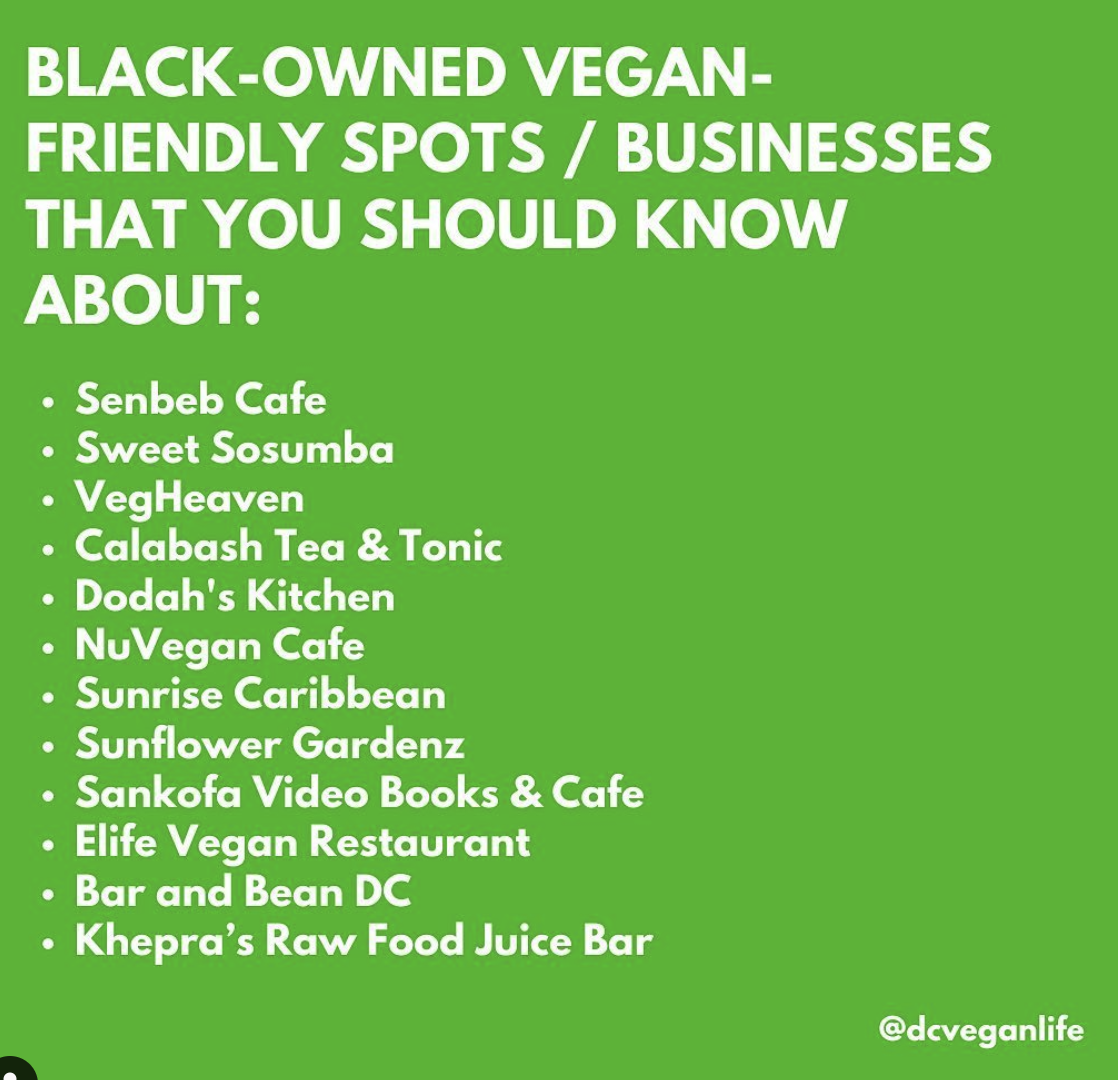 BLACK-OWNED VEGAN-
FRIENDLY SPOTS / BUSINESSES
THAT YOU SHOULD KNOW
ABOUT:
• Senbeb Cafe
• Sweet Sosumba
• VegHeaven
• Calabash Tea & Tonic
• Dodah's Kitchen
• NuVegan Cafe
• Sunrise Caribbean
• Sunflower Gardenz
• Sankofa Video Books & Cafe
• Elife Vegan Restaurant
• Bar and Bean DC
• Khepra’s Raw Food Juice Bar
@dcveganlife